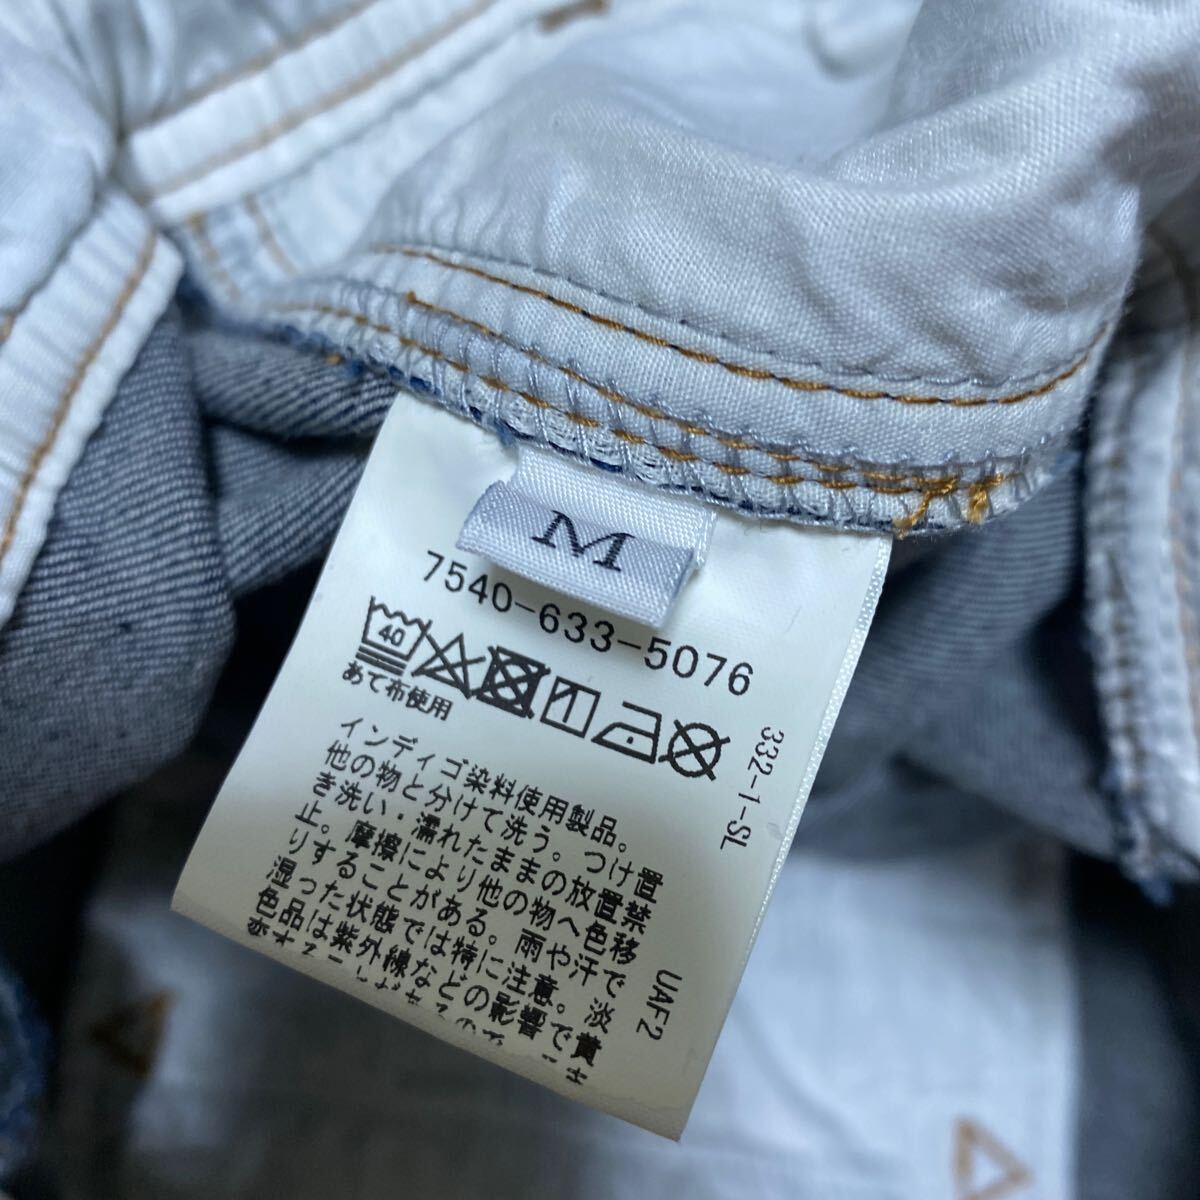 M
7540-633-5076
40
あて布使用
332-1-SL
インディゴ染料使用製品。
他の物と分けて洗う。つけ置
き洗い・濡れたままの放置禁
止。摩擦により他の物へ色移
りすることがある。雨や汗で
湿った状態では特に注意。淡
色品は紫外線などの影響で黄
UAF2